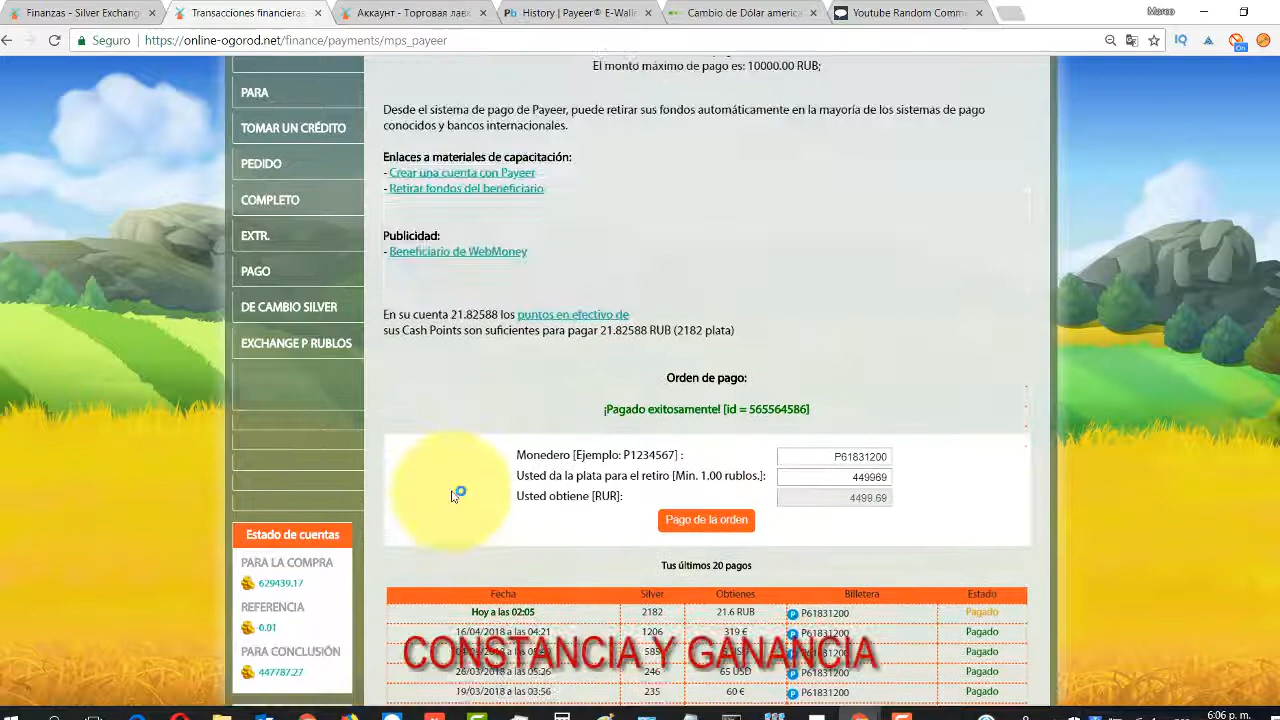 Finanzas - Silver Exchang
Transacciones financieras
Аккаунт - Торговая лавк
History | Payeer® E-Wall
Cambio de Dólar america
Youtube Random Comme
Marco
Seguro
https://online-ogorod.net/finance/payments/mps_payeer
El monto máximo de pago es: 10000.00 RUB;
PARA
TOMAR UN CRÉDITO
PEDIDO
COMPLETO
EXTR.
PAGO
DE CAMBIO SILVER
EXCHANGE P RUBLOS
Desde el sistema de pago de Payeer, puede retirar sus fondos automáticamente en la mayoría de los sistemas de pago
conocidos y bancos internacionales.
Enlaces a materiales de capacitación:
- Crear una cuenta con Payeer
- Retirar fondos del beneficiario
Publicidad:
- Beneficiario de WebMoney
En su cuenta 21.82588 los puntos en efectivo de
sus Cash Points son suficientes para pagar 21.82588 RUB (2182 plata)
Orden de pago:
¡Pagado exitosamente! [id = 565564586]
Monedero [Ejemplo: P1234567] : P61831200
Usted da la plata para el retiro [Min. 1.00 rublos.]: 449969
Usted obtiene [RUR]: 4499.69
Pago de la orden
Estado de cuentas
PARA LA COMPRA
629439.17
REFERENCIA
0.01
PARA CONCLUSIÓN
447787.27
Tus últimos 20 pagos
Fecha Silver Obtienes Billetera Estado
Hoy a las 02:05 2182 21.6 RUB P61831200 Pagado
16/04/2018 a las 04:21 1206 319 € P61831200 Pagado
Pagado
26/03/2018 a las 05:26 246 65 USD P61831200 Pagado
19/03/2018 a las 03:56 235 60 € P61831200 Pagado
CONSTANCIA Y GANANCIA
6:06 p. m.